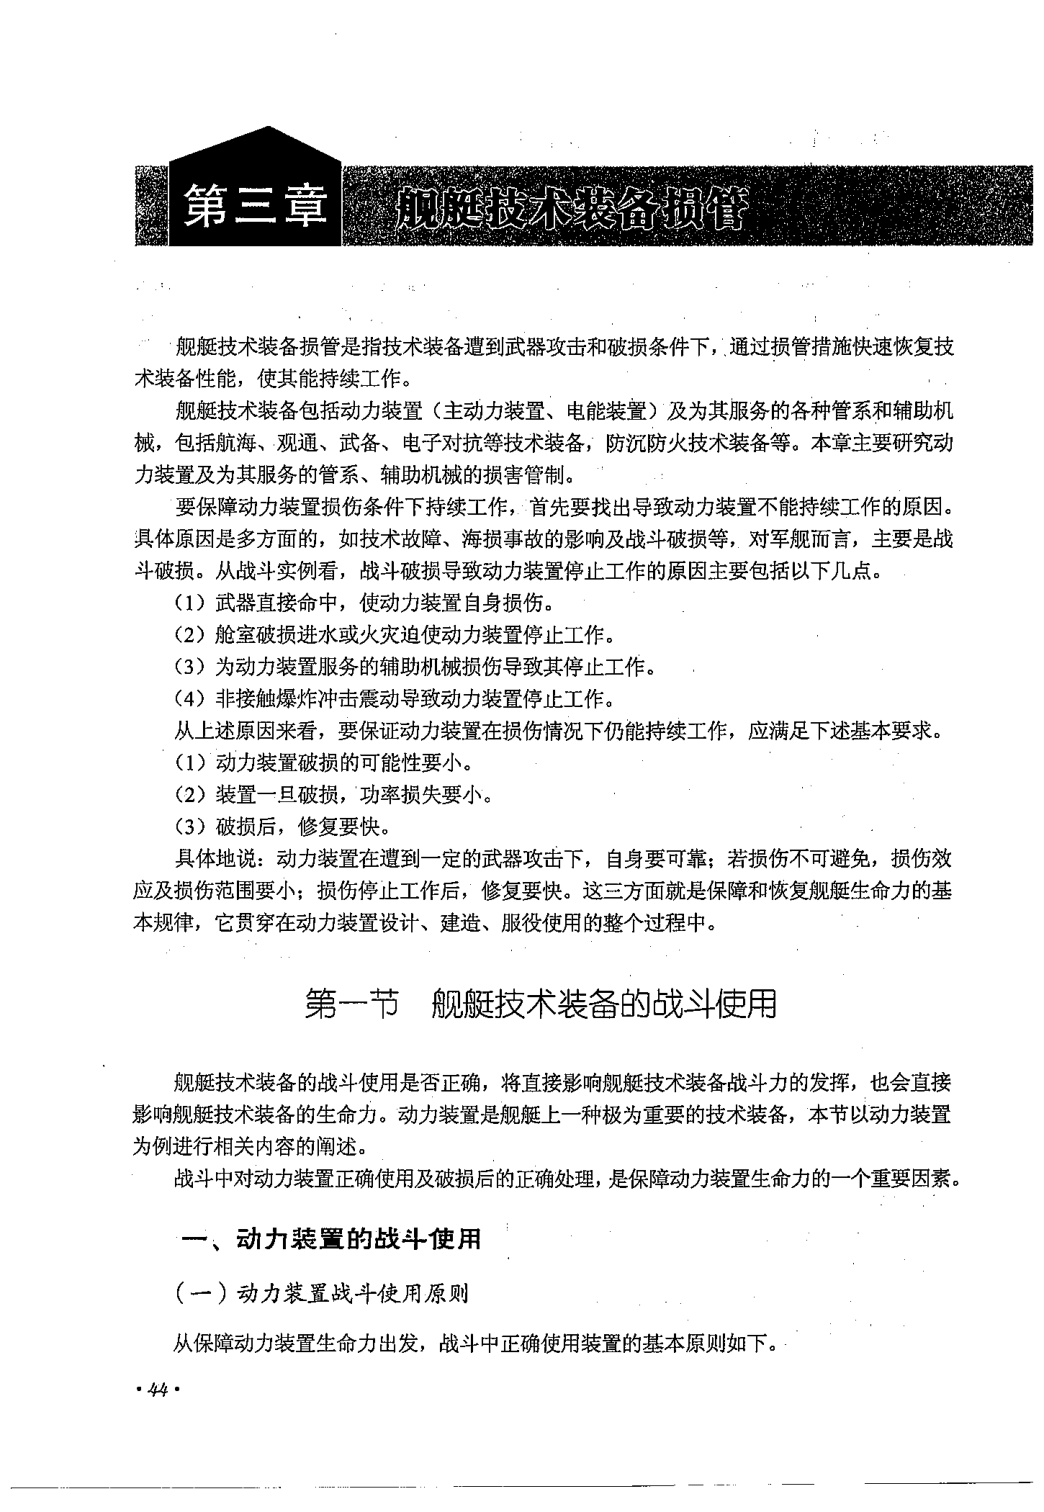 第三章 舰艇技术装备损管
舰艇技术装备损管是指技术装备遭到武器攻击和破损条件下，通过损管措施快速恢复技
术装备性能，使其能持续工作。
舰艇技术装备包括动力装置（主动力装置、电能装置）及为其服务的各种管系和辅助机
械，包括航海、观通、武备、电子对抗等技术装备，防沉防火技术装备等。本章主要研究动
力装置及为其服务的管系、辅助机械的损害管制。
要保障动力装置损伤条件下持续工作，首先要找出导致动力装置不能持续工作的原因。
具体原因是多方面的，如技术故障、海损事故的影响及战斗破损等，对军舰而言，主要是战
斗破损。从战斗实例看，战斗破损导致动力装置停止工作的原因主要包括以下几点。
（1）武器直接命中，使动力装置自身损伤。
（2）舱室破损进水或火灾迫使动力装置停止工作。
（3）为动力装置服务的辅助机械损伤导致其停止工作。
（4）非接触爆炸冲击震动导致动力装置停止工作。
从上述原因来看，要保证动力装置在损伤情况下仍能持续工作，应满足下述基本要求。
（1）动力装置破损的可能性要小。
（2）装置一旦破损，功率损失要小。
（3）破损后，修复要快。
具体地说：动力装置在遭到一定的武器攻击下，自身要可靠；若损伤不可避免，损伤效
应及损伤范围要小；损伤停止工作后，修复要快。这三方面就是保障和恢复舰艇生命力的基
本规律，它贯穿在动力装置设计、建造、服役使用的整个过程中。
第一节 舰艇技术装备的战斗使用
舰艇技术装备的战斗使用是否正确，将直接影响舰艇技术装备战斗力的发挥，也会直接
影响舰艇技术装备的生命力。动力装置是舰艇上一种极为重要的技术装备，本节以动力装置
为例进行相关内容的阐述。
战斗中对动力装置正确使用及破损后的正确处理，是保障动力装置生命力的一个重要因素。
一、动力装置的战斗使用
（一）动力装置战斗使用原则
从保障动力装置生命力出发，战斗中正确使用装置的基本原则如下。
·44·